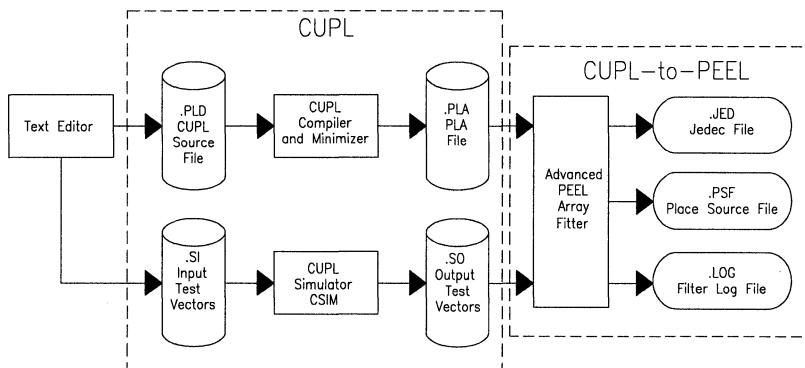 CUPL
CUPL-to-PEEL
Text Editor
.PLD
CUPL
Source
File
CUPL
Compiler
and Minimizer
.PLA
PLA
File
Advanced
PEEL
Array
Fitter
.JED
Jedec File
.PSF
Place Source File
.LOG
Filter Log File
.SI
Input
Test
Vectors
CUPL
Simulator
CSIM
.SO
Output
Test
Vectors